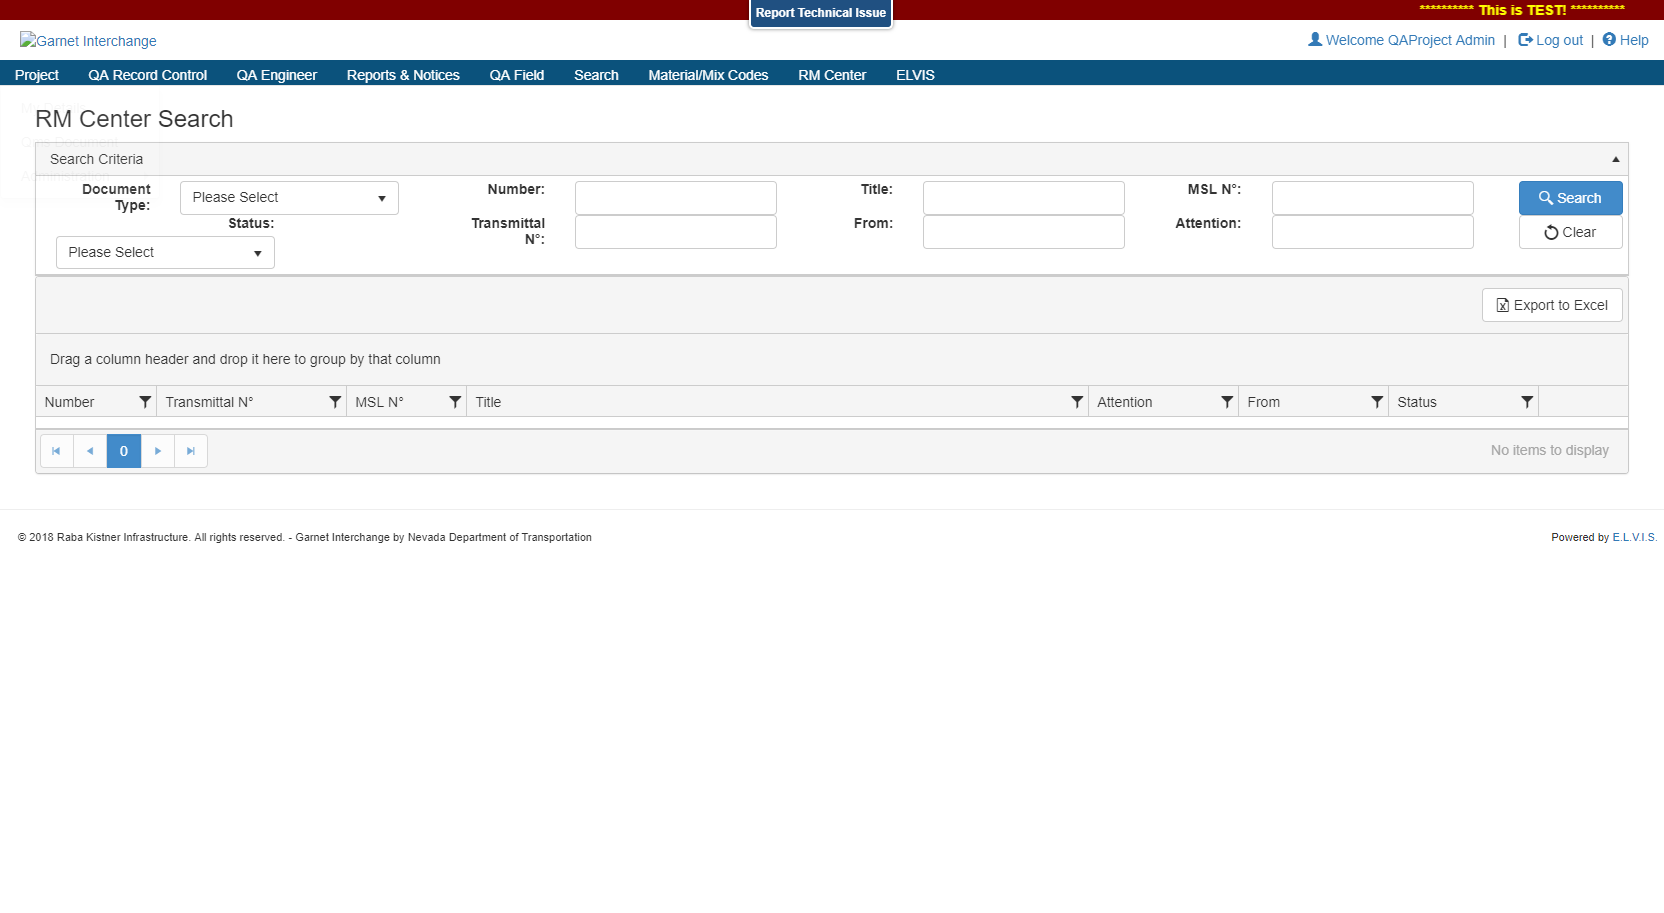 Report Technical Issue
********** This is TEST! **********
Garnet Interchange
Welcome QAProject Admin | Log out | Help
Project QA Record Control QA Engineer Reports & Notices QA Field Search Material/Mix Codes RM Center ELVIS
RM Center Search
Search Criteria
Document Type: Please Select Number: Title: MSL N°: Search
Status: Please Select Transmittal N°: From: Attention: Clear
Export to Excel
Drag a column header and drop it here to group by that column
Number Transmittal N° MSL N° Title Attention From Status
0 No items to display
© 2018 Raba Kistner Infrastructure. All rights reserved. - Garnet Interchange by Nevada Department of Transportation Powered by E.L.V.I.S.